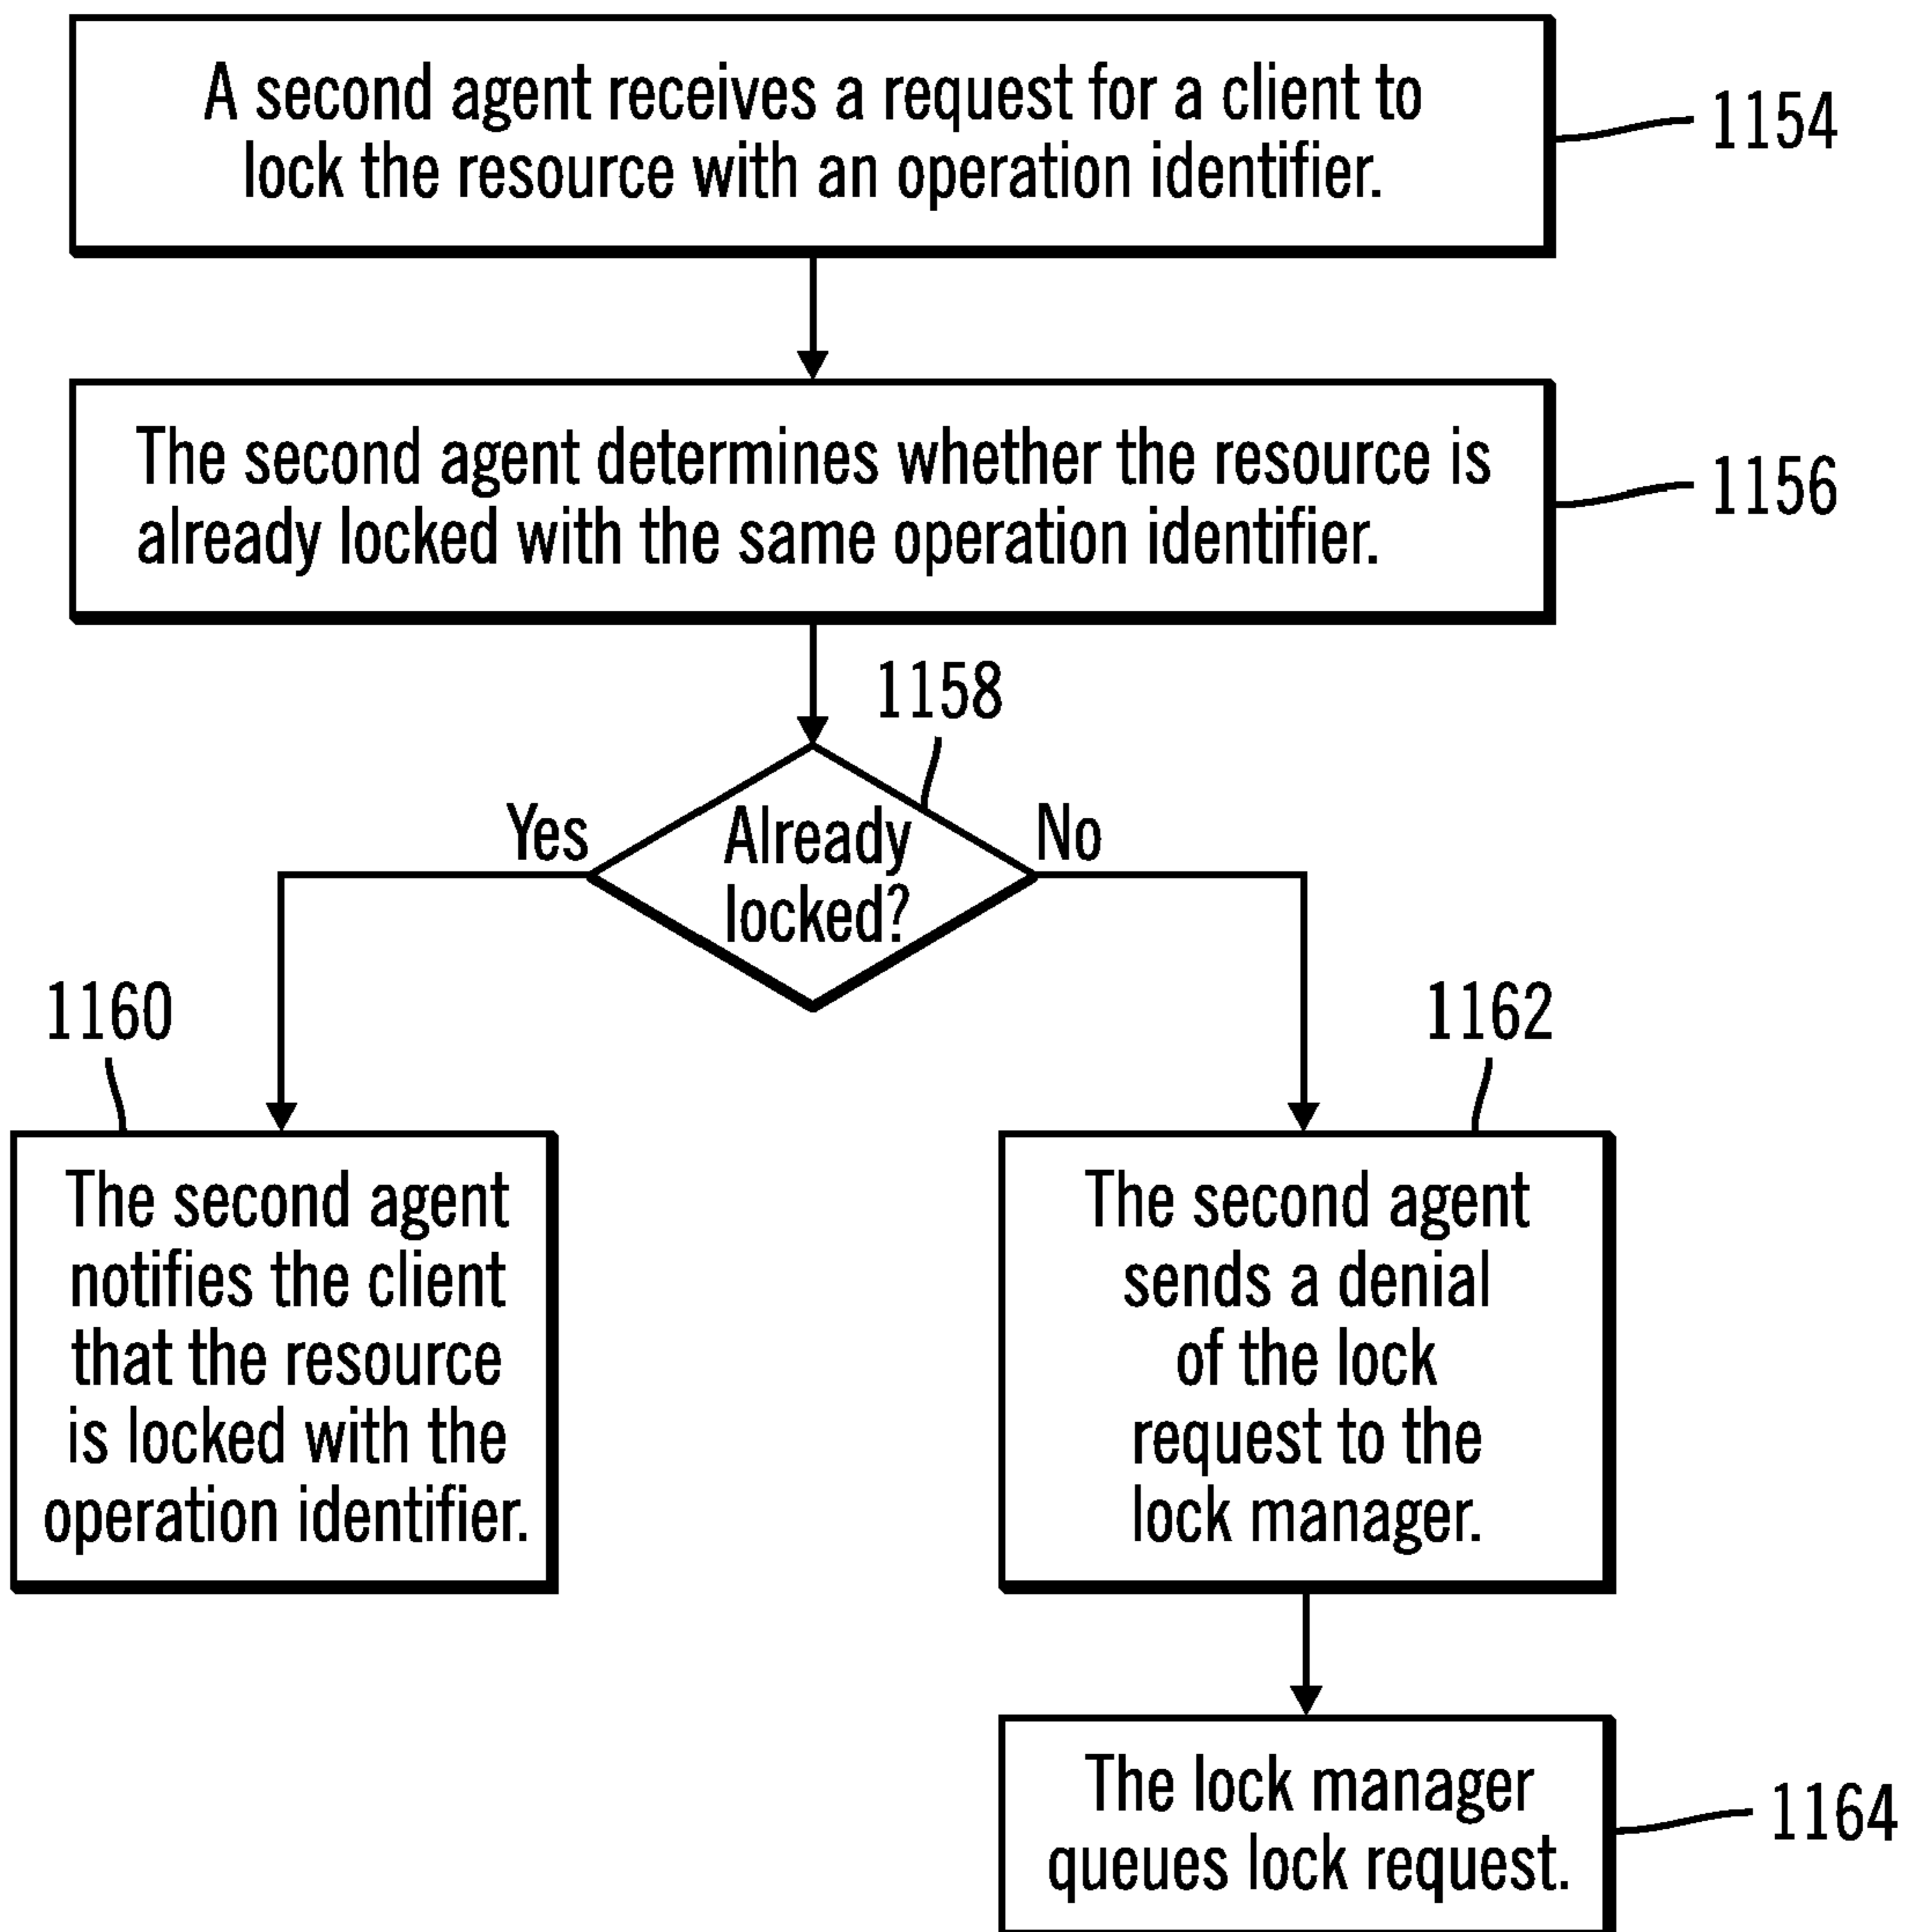 A second agent receives a request for a client to
lock the resource with an operation identifier.
1154
The second agent determines whether the resource is
already locked with the same operation identifier.
1156
1158
Yes
Already
locked?
No
1160
The second agent
notifies the client
that the resource
is locked with the
operation identifier.
1162
The second agent
sends a denial
of the lock
request to the
lock manager.
The lock manager
queues lock request.
1164